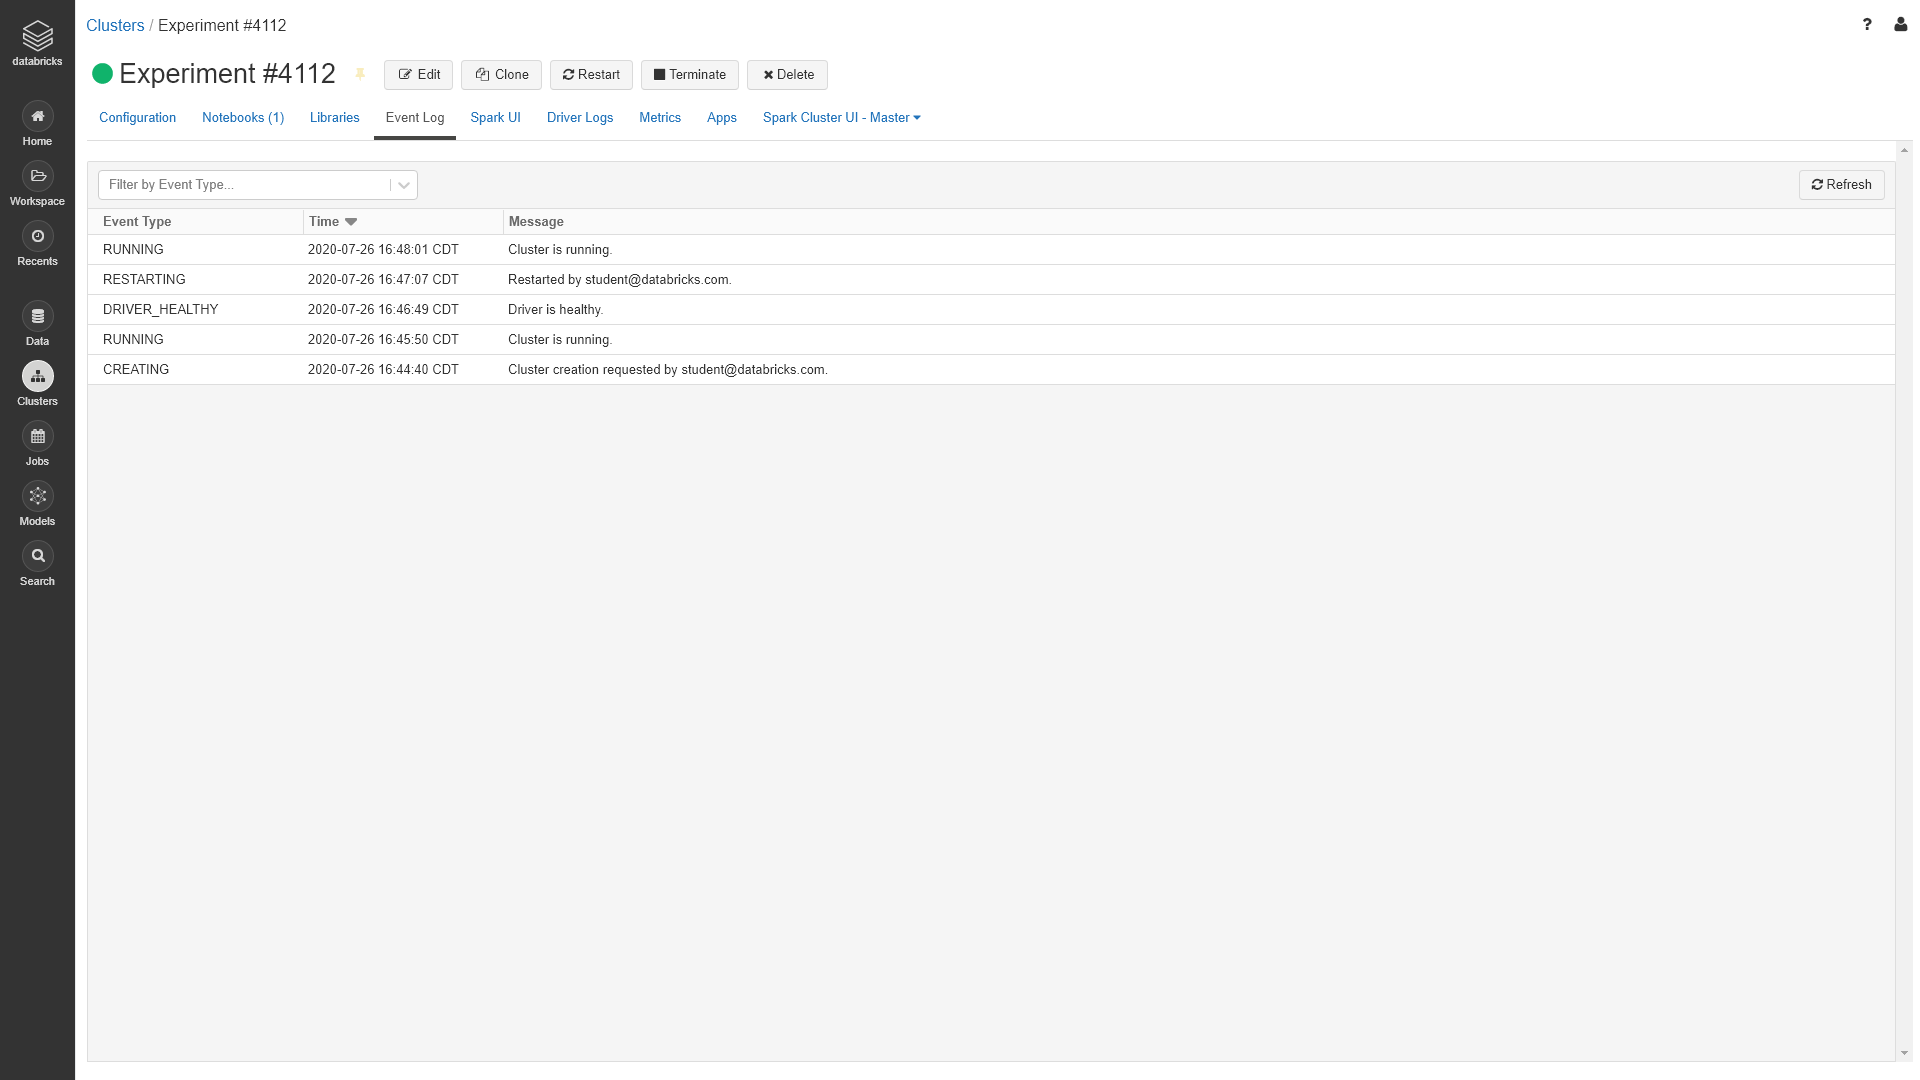 databricks
Home
Workspace
Recents
Data
Clusters
Jobs
Models
Search
Clusters / Experiment #4112
?
Experiment #4112 Edit Clone Restart Terminate Delete
Configuration Notebooks (1) Libraries Event Log Spark UI Driver Logs Metrics Apps Spark Cluster UI - Master
Filter by Event Type... Refresh
Event Type Time Message
RUNNING 2020-07-26 16:48:01 CDT Cluster is running.
RESTARTING 2020-07-26 16:47:07 CDT Restarted by student@databricks.com.
DRIVER_HEALTHY 2020-07-26 16:46:49 CDT Driver is healthy.
RUNNING 2020-07-26 16:45:50 CDT Cluster is running.
CREATING 2020-07-26 16:44:40 CDT Cluster creation requested by student@databricks.com.